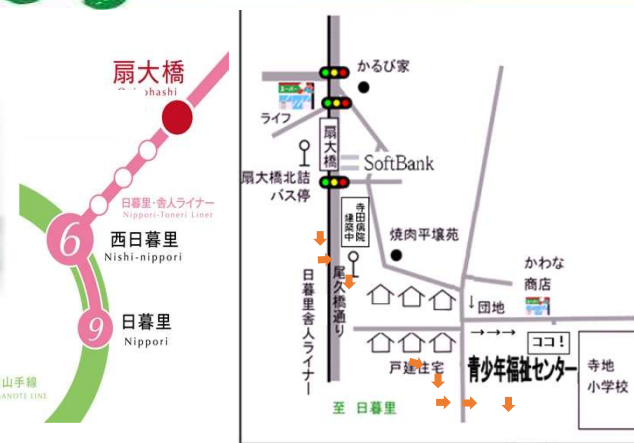 扇大橋
日暮里・舎人ライナー
Nippori-Toneri Liner
6
西日暮里
Nishi-nippori
9
日暮里
Nippori
山手線
かるび家
ライフ
扇大橋
SoftBank
扇大橋北詰
バス停
寺田病院
建築中
焼肉平壌苑
尾久橋通り
日暮里舎人ライナー
かわな
商店
↓団地
→→→
ココ!
戸建住宅
青少年福祉センター
寺地
小学校
至 日暮里